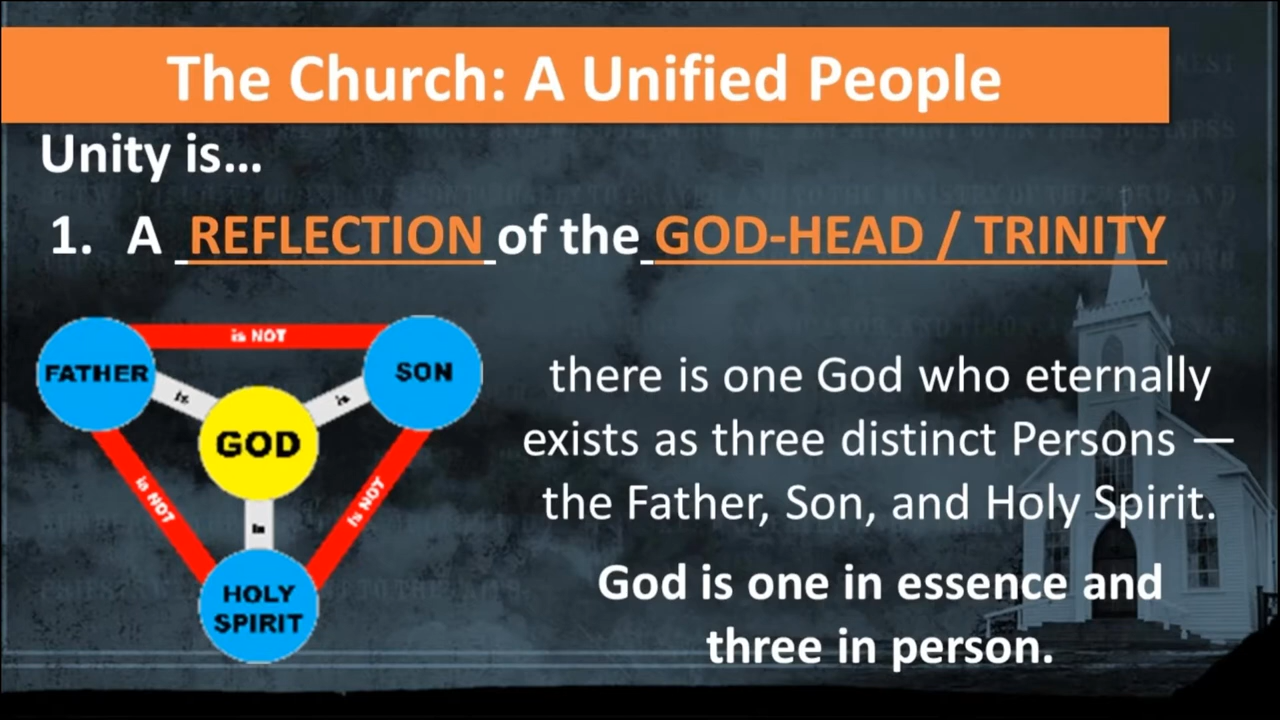 The Church: A Unified People
Unity is...
1. A REFLECTION of the GOD-HEAD / TRINITY
is NOT
FATHER
SON
is
is
GOD
is NOT
is NOT
is
HOLY
SPIRIT
there is one God who eternally
exists as three distinct Persons —
the Father, Son, and Holy Spirit.
God is one in essence and
three in person.